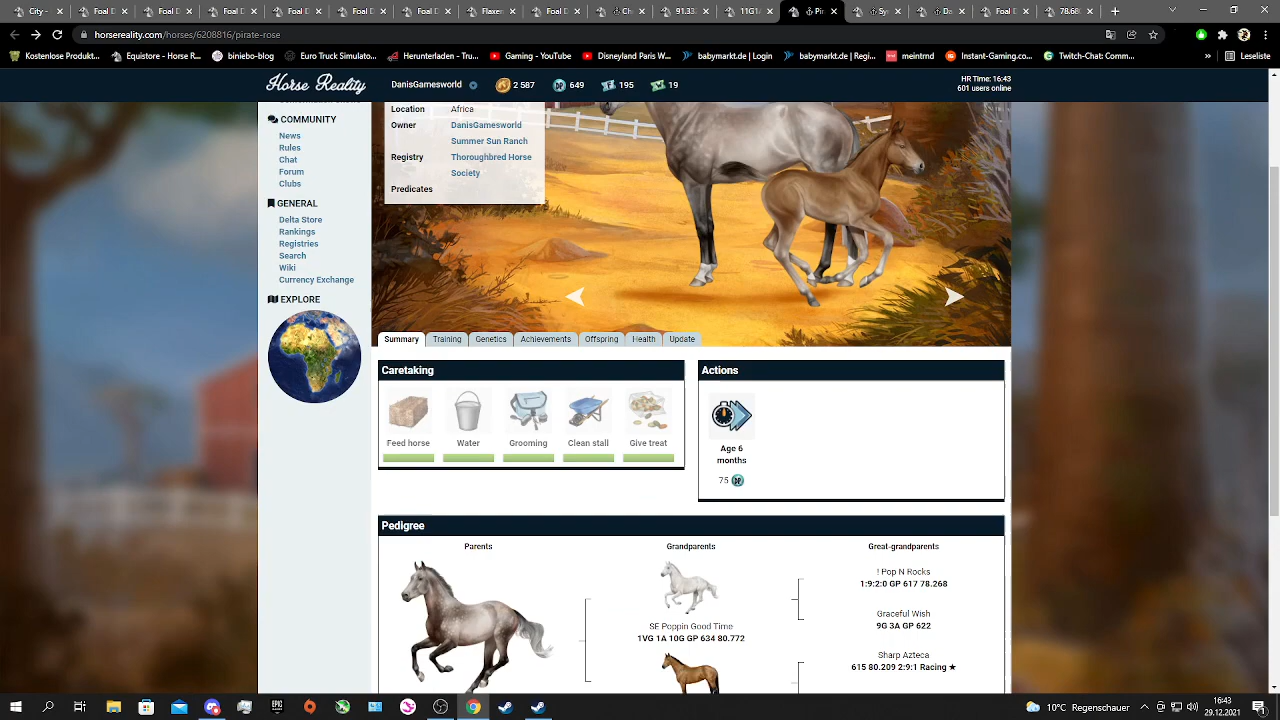 Pi Pir
horsereality.com/horses/6208816/pirate-rose
Kostenlose Produkt...
Equistore - Horse R...
biniebo-blog
Euro Truck Simulato...
Herunterladen - Tru...
Gaming - YouTube
Disneyland Paris W...
babymarkt.de | Login
babymarkt.de | Regi...
meintrnd
Instant-Gaming.com...
Twitch-Chat: Comm...
»
Leseliste
Horse Reality
DanisGamesworld
2 587
649
195
19
HR Time: 16:43
601 users online
COMMUNITY
News
Rules
Chat
Forum
Clubs
GENERAL
Delta Store
Rankings
Registries
Search
Wiki
Currency Exchange
EXPLORE
Location Africa
Owner DanisGamesworld
Summer Sun Ranch
Registry Thoroughbred Horse
Society
Predicates
Summary
Training
Genetics
Achievements
Offspring
Health
Update
Caretaking
Feed horse
Water
Grooming
Clean stall
Give treat
Actions
Age 6
months
75
Pedigree
Parents
Grandparents
Great-grandparents
SE Poppin Good Time
1VG 1A 10G GP 634 80.772
! Pop N Rocks
1:9:2:0 GP 617 78.268
Graceful Wish
9G 3A GP 622
Sharp Azteca
615 80.209 2:9:1 Racing ★
10°C Regenschauer
16:43
29.12.2021